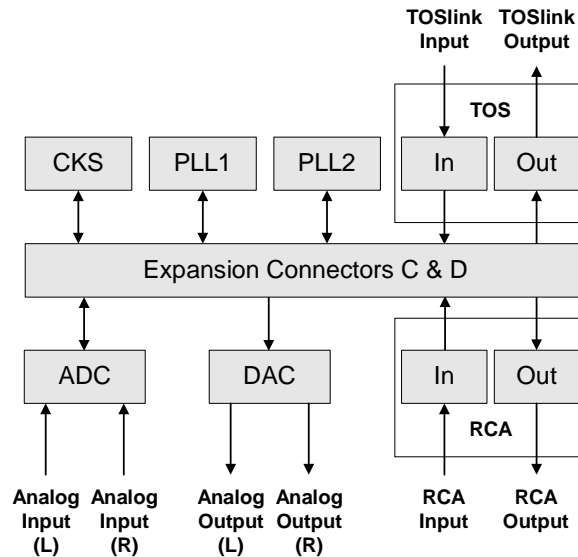 TOSlink Input
TOSlink Output
TOS
CKS
PLL1
PLL2
In
Out
Expansion Connectors C & D
ADC
DAC
In
Out
RCA
Analog Input (L)
Analog Input (R)
Analog Output (L)
Analog Output (R)
RCA Input
RCA Output